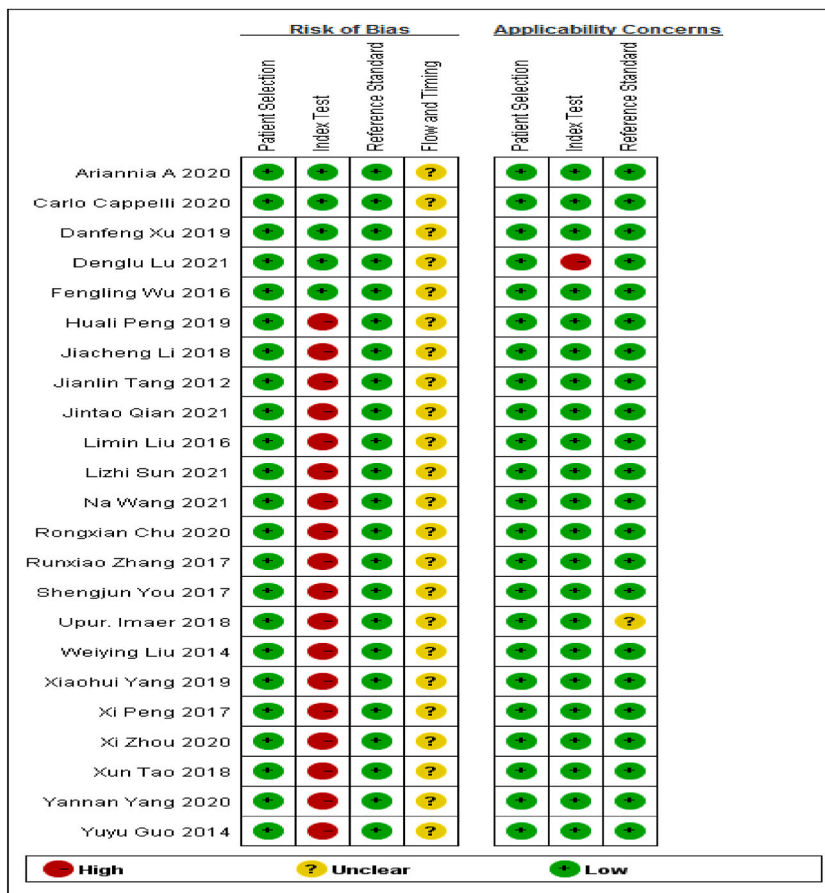 Risk of Bias Applicability Concerns
Patient Selection Index Test Reference Standard Flow and Timing Patient Selection Index Test Reference Standard
Ariannia A 2020 + + + ? + + +
Carlo Cappelli 2020 + + + ? + + +
Danfeng Xu 2019 + + + ? + + +
Denglu Lu 2021 + + + ? + - +
Fengling Wu 2016 + + + ? + + +
Huali Peng 2019 + - + ? + + +
Jiacheng Li 2018 + - + ? + + +
Jianlin Tang 2012 + - + ? + + +
Jintao Qian 2021 + - + ? + + +
Limin Liu 2016 + - + ? + + +
Lizhi Sun 2021 + - + ? + + +
Na Wang 2021 + - + ? + + +
Rongxian Chu 2020 + - + ? + + +
Runxiao Zhang 2017 + - + ? + + +
Shengjun You 2017 + - + ? + + +
Upur. Imaer 2018 + - + ? + + ?
Weiying Liu 2014 + - + ? + + +
Xiaohui Yang 2019 + - + ? + + +
Xi Peng 2017 + - + ? + + +
Xi Zhou 2020 + - + ? + + +
Xun Tao 2018 + - + ? + + +
Yannan Yang 2020 + - + ? + + +
Yuyu Guo 2014 + - + ? + + +
- High ? Unclear + Low